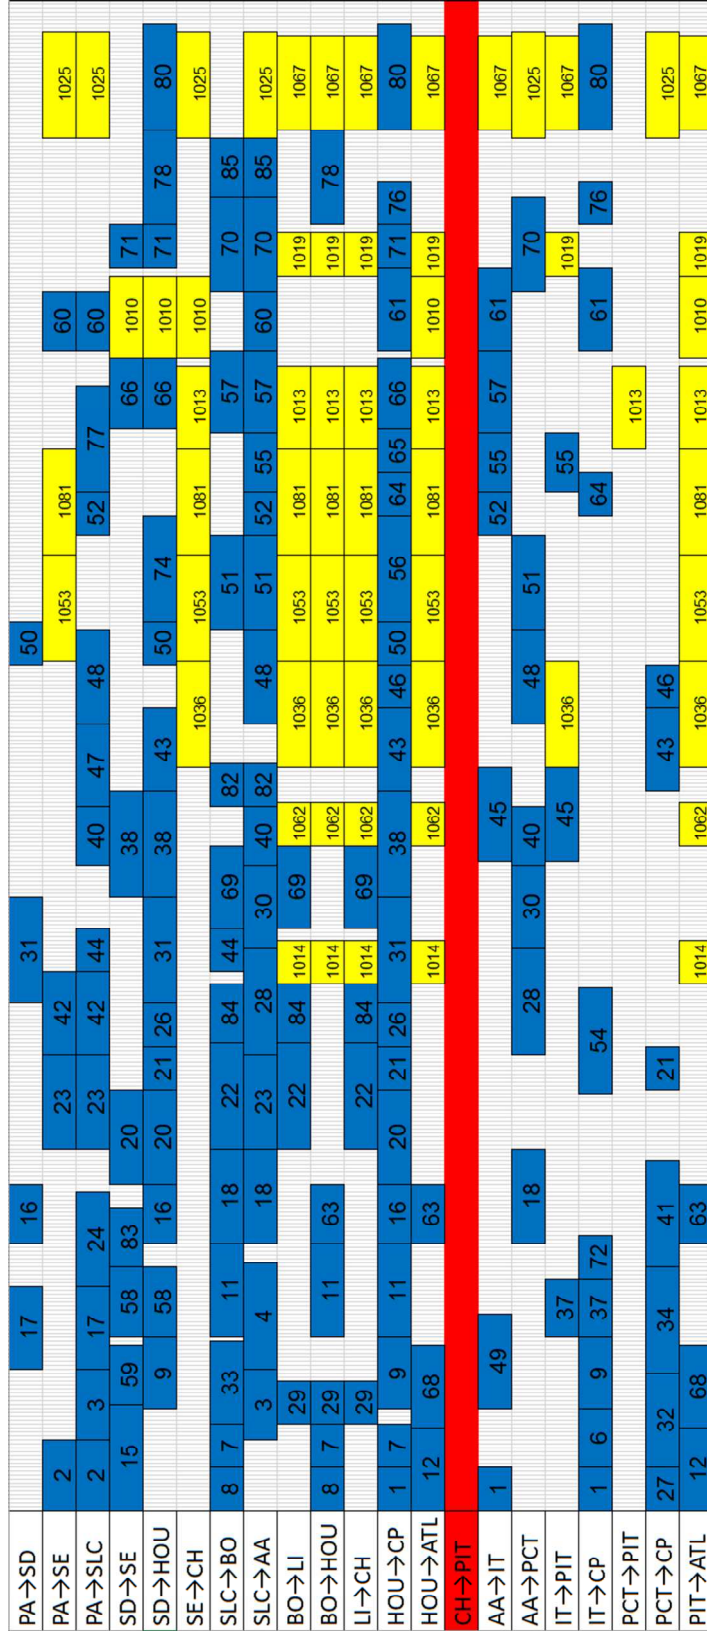 PA→SD 17 16 31 50
PA→SE 2 23 42 1053 1081 60 1025
PA→SLC 2 3 17 24 23 42 44 40 47 48 52 77 60 1025
SD→SE 15 59 58 83 20 38 66 1010 71
SD→HOU 9 58 16 20 21 26 31 38 43 50 74 66 1010 71 78 80
SE→CH 1036 1053 1081 1013 1010 1025
SLC→BO 8 7 33 11 18 22 84 44 69 82 51 57 70 85
SLC→AA 3 4 18 23 28 30 40 82 48 51 52 55 57 60 70 85 1025
BO→LI 29 22 84 1014 69 1062 1036 1053 1081 1013 1019 1067
BO→HOU 8 7 29 11 63 1014 1062 1036 1053 1081 1013 1019 78 1067
LI→CH 29 22 84 1014 69 1062 1036 1053 1081 1013 1019 1067
HOU→CP 1 7 9 11 16 20 21 26 31 38 43 46 50 56 64 65 66 61 71 76 80
HOU→ATL 12 68 63 1014 1062 1036 1053 1081 1013 1010 1019 1067
CH→PIT
AA→IT 1 49 45 52 55 57 61 1067
AA→PCT 18 28 30 40 48 51 70 1025
IT→PIT 37 45 1036 55 1019 1067
IT→CP 1 6 9 37 72 54 64 61 76 80
PCT→PIT 1013
PCT→CP 27 32 34 41 21 43 46 1025
PIT→ATL 12 68 63 1014 1062 1036 1053 1081 1013 1010 1019 1067